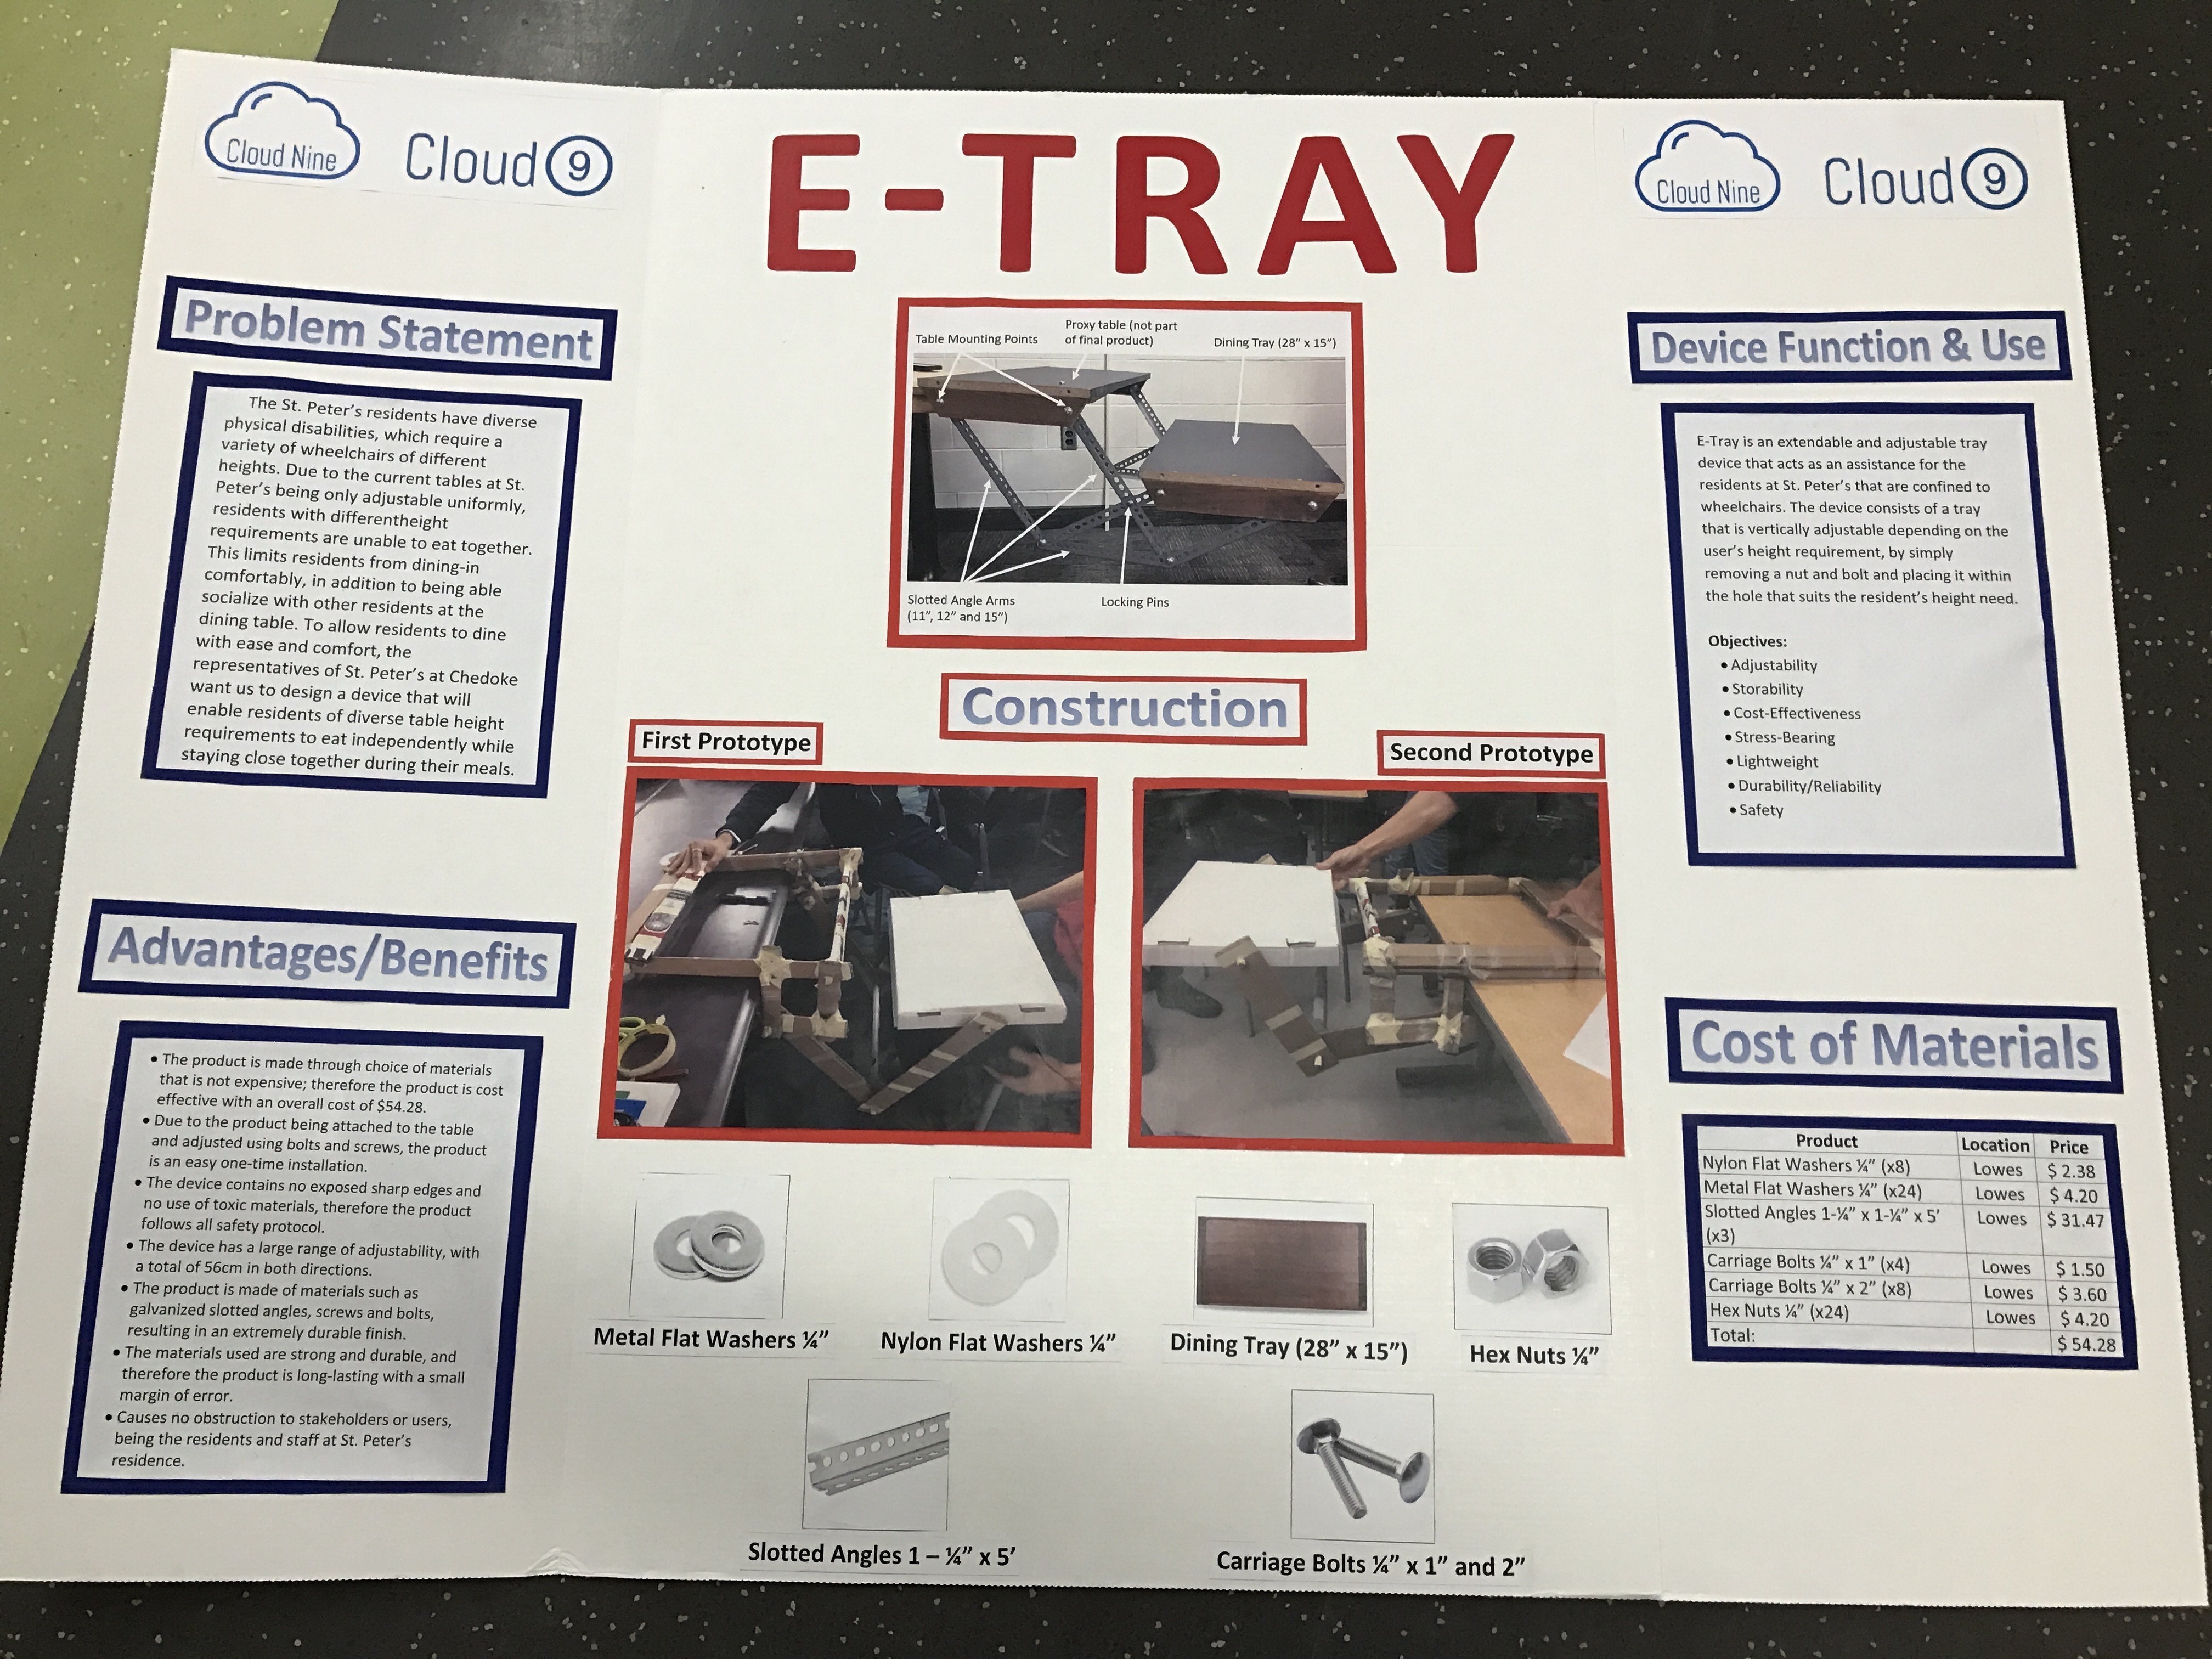 Cloud Nine
Cloud 9
E-TRAY
Cloud Nine
Cloud 9
Problem Statement
The St. Peter's residents have diverse
physical disabilities, which require a
variety of wheelchairs of different
heights. Due to the current tables at St.
Peter's being only adjustable uniformly,
residents with differentheight
requirements are unable to eat together.
This limits residents from dining-in
comfortably, in addition to being able
socialize with other residents at the
dining table. To allow residents to dine
with ease and comfort, the
representatives of St. Peter's at Chedoke
want us to design a device that will
enable residents of diverse table height
requirements to eat independently while
staying close together during their meals.
Advantages/Benefits
• The product is made through choice of materials
that is not expensive; therefore the product is cost
effective with an overall cost of $54.28.
• Due to the product being attached to the table
and adjusted using bolts and screws, the product
is an easy one-time installation.
• The device contains no exposed sharp edges and
no use of toxic materials, therefore the product
follows all safety protocol.
• The device has a large range of adjustability, with
a total of 56cm in both directions.
• The product is made of materials such as
galvanized slotted angles, screws and bolts,
resulting in an extremely durable finish.
• The materials used are strong and durable, and
therefore the product is long-lasting with a small
margin of error.
• Causes no obstruction to stakeholders or users,
being the residents and staff at St. Peter's
residence.
Table Mounting Points
Proxy table (not part
of final product)
Dining Tray (28" x 15")
Slotted Angle Arms
(11", 12" and 15")
Locking Pins
Construction
First Prototype
Second Prototype
Metal Flat Washers ¼"
Nylon Flat Washers ¼"
Dining Tray (28" x 15")
Hex Nuts ¼"
Slotted Angles 1 – ¼" x 5'
Carriage Bolts ¼" x 1" and 2"
Device Function & Use
E-Tray is an extendable and adjustable tray
device that acts as an assistance for the
residents at St. Peter's that are confined to
wheelchairs. The device consists of a tray
that is vertically adjustable depending on the
user's height requirement, by simply
removing a nut and bolt and placing it within
the hole that suits the resident's height need.
Objectives:
• Adjustability
• Storability
• Cost-Effectiveness
• Stress-Bearing
• Lightweight
• Durability/Reliability
• Safety
Cost of Materials
Product Location Price
Nylon Flat Washers ¼" (x8) Lowes $ 2.38
Metal Flat Washers ¼" (x24) Lowes $ 4.20
Slotted Angles 1-¼" x 1-¼" x 5' Lowes $ 31.47
(x3)
Carriage Bolts ¼" x 1" (x4) Lowes $ 1.50
Carriage Bolts ¼" x 2" (x8) Lowes $ 3.60
Hex Nuts ¼" (x24) Lowes $ 4.20
Total: $ 54.28